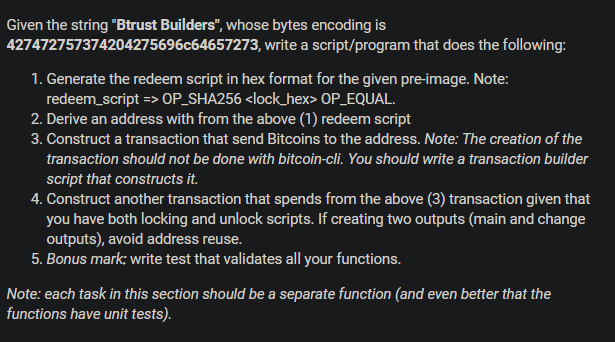 Given the string "Btrust Builders", whose bytes encoding is
427472757374204275696c64657273, write a script/program that does the following:
1. Generate the redeem script in hex format for the given pre-image. Note:
redeem_script => OP_SHA256 <lock_hex> OP_EQUAL.
2. Derive an address with from the above (1) redeem script
3. Construct a transaction that send Bitcoins to the address. Note: The creation of the
transaction should not be done with bitcoin-cli. You should write a transaction builder
script that constructs it.
4. Construct another transaction that spends from the above (3) transaction given that
you have both locking and unlock scripts. If creating two outputs (main and change
outputs), avoid address reuse.
5. Bonus mark: write test that validates all your functions.
Note: each task in this section should be a separate function (and even better that the
functions have unit tests).